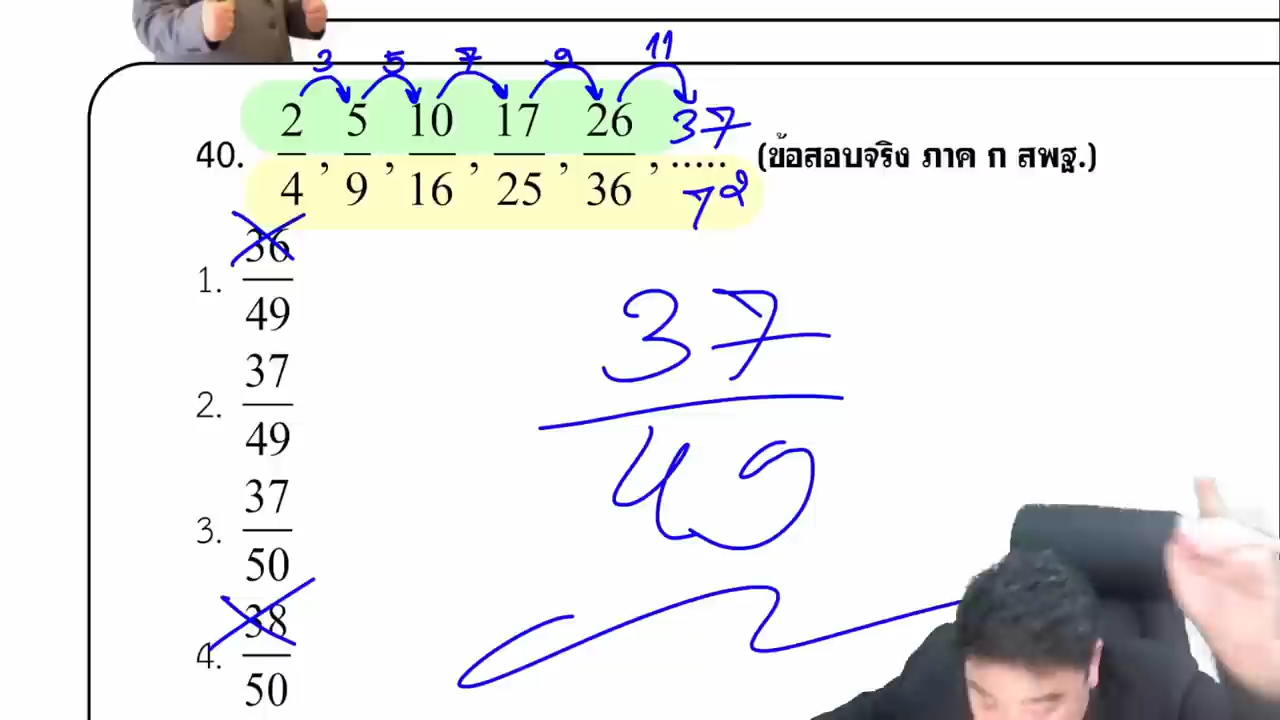 3 5 7 9 11
2 5 10 17 26 37
40. , , , , , ..... (ข้อสอบจริง ภาค ก สพฐ.)
4 9 16 25 36 7²
1. 36/49
2. 37/49
3. 37/50
4. 38/50
37
49